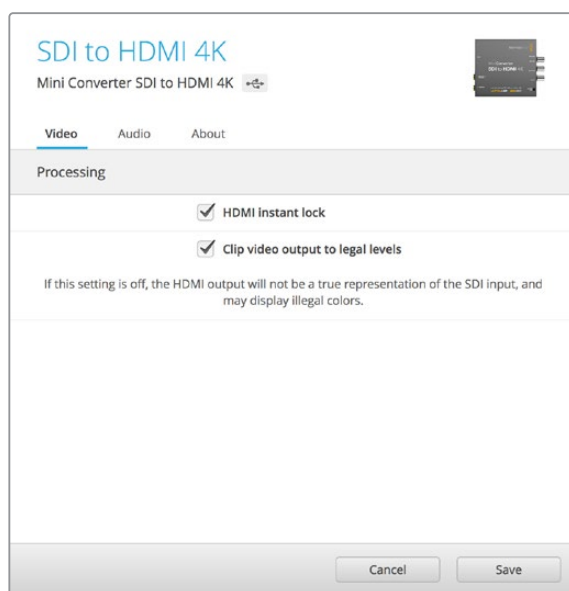 SDI to HDMI 4K
Mini Converter SDI to HDMI 4K
Video Audio About
Processing
HDMI instant lock
Clip video output to legal levels
If this setting is off, the HDMI output will not be a true representation of the SDI input, and
may display illegal colors.
Cancel Save